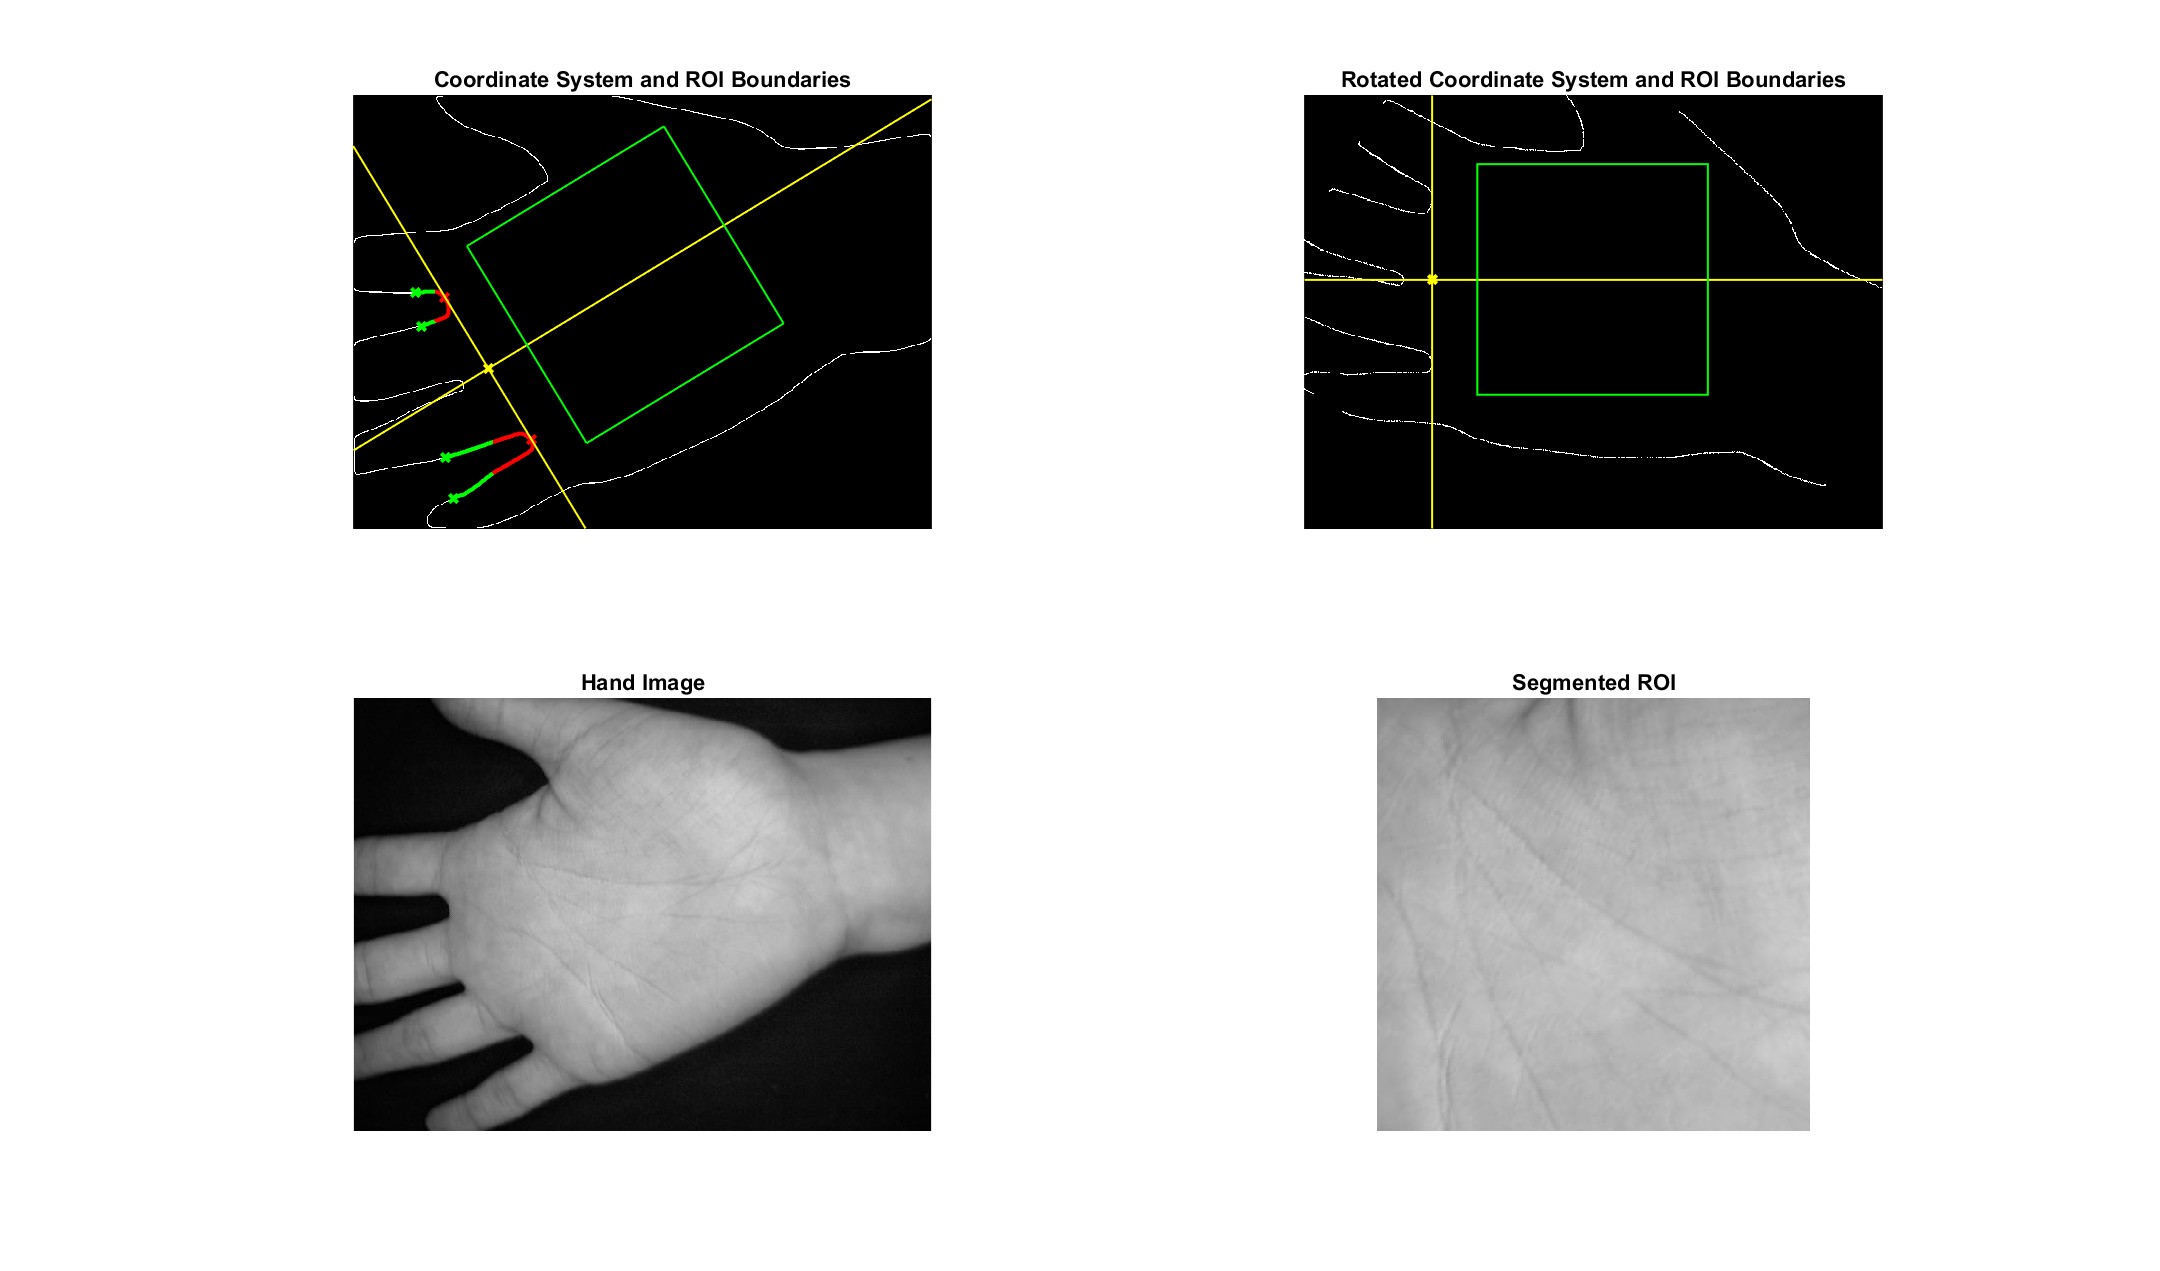 Coordinate System and ROI Boundaries
Rotated Coordinate System and ROI Boundaries
Hand Image
Segmented ROI